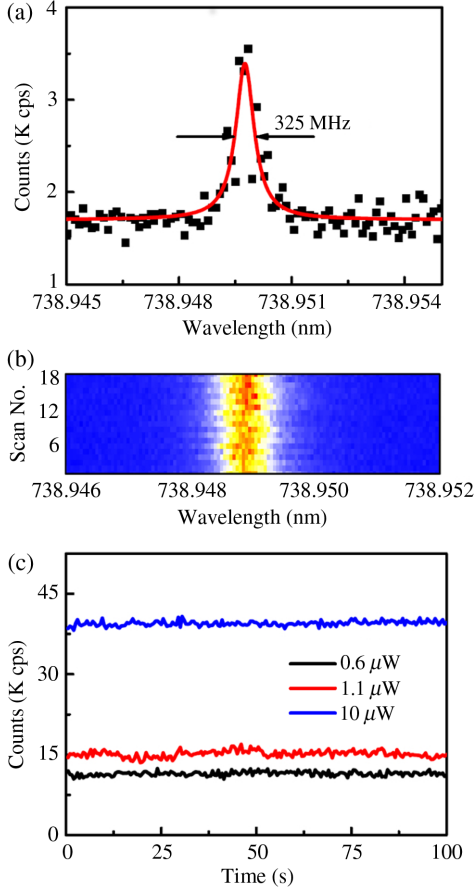 (a)
4
3
2
1
Counts (K cps)
325 MHz
738.945 738.948 738.951 738.954
Wavelength (nm)
(b)
18
12
6
Scan No.
738.946 738.948 738.950 738.952
Wavelength (nm)
(c)
45
30
15
0
Counts (K cps)
0.6 μW
1.1 μW
10 μW
0 25 50 75 100
Time (s)